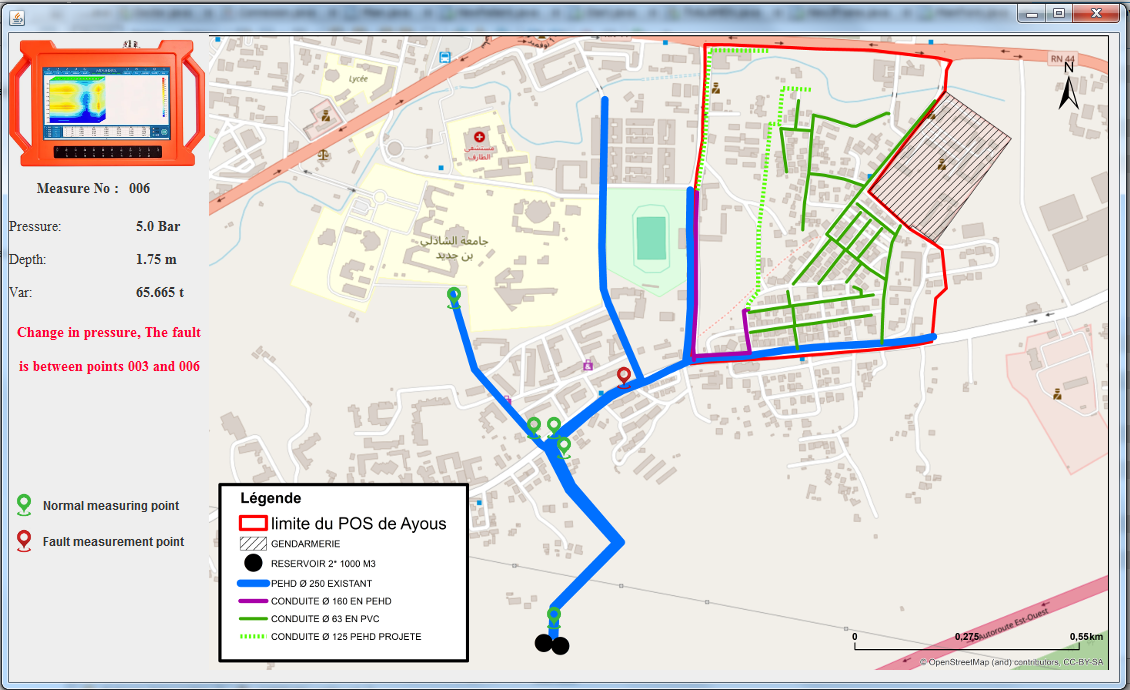 Measure No : 006
Pressure: 5.0 Bar
Depth: 1.75 m
Var: 65.665 t
Change in pressure, The fault
is between points 003 and 006
Normal measuring point
Fault measurement point
Lycée
مستشفى
الطارف
جامعة الشاذلي
بن جديد
RN 44
N
Légende
limite du POS de Ayous
GENDARMERIE
RESERVOIR 2* 1000 M3
PEHD Ø 250 EXISTANT
CONDUITE Ø 160 EN PEHD
CONDUITE Ø 63 EN PVC
CONDUITE Ø 125 PEHD PROJETE
0 0,275 0,55km
Autoroute Est-Ouest
© OpenStreetMap (and) contributors, CC-BY-SA